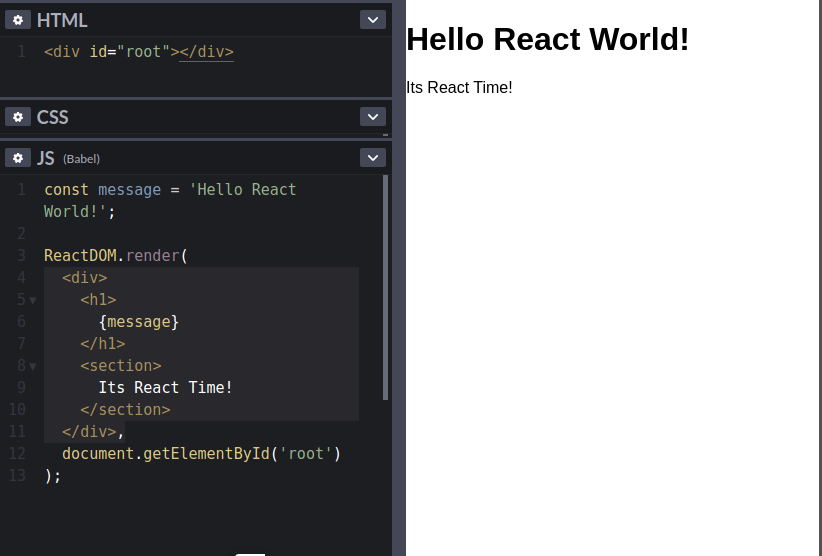 HTML
1 <div id="root"></div>
CSS
JS (Babel)
1 const message = 'Hello React
World!';
2
3 ReactDOM.render(
4 <div>
5 <h1>
6 {message}
7 </h1>
8 <section>
9 Its React Time!
10 </section>
11 </div>,
12 document.getElementById('root')
13 );
Hello React World!
Its React Time!